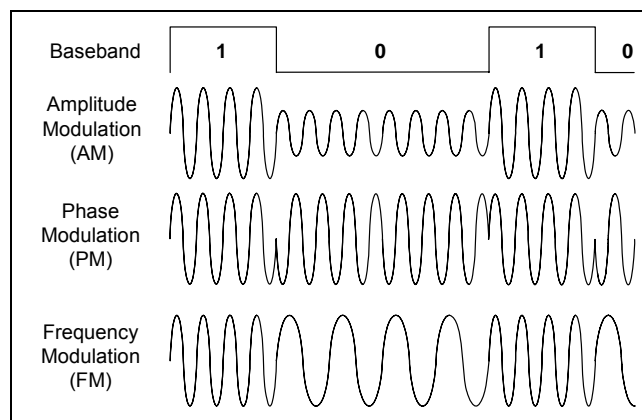 Baseband 1 0 1 0
Amplitude
Modulation
(AM)
Phase
Modulation
(PM)
Frequency
Modulation
(FM)